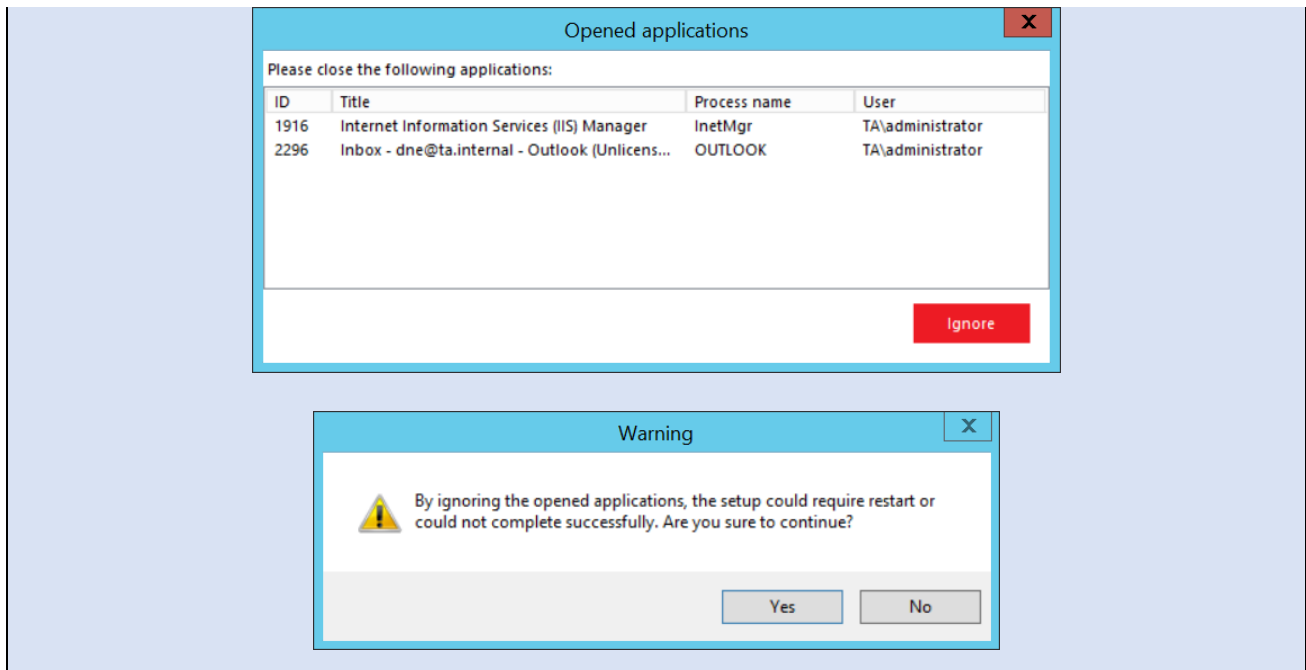 Opened applications
X
Please close the following applications:
ID Title Process name User
1916 Internet Information Services (IIS) Manager InetMgr TA\administrator
2296 Inbox - dne@ta.internal - Outlook (Unlicens... OUTLOOK TA\administrator
Ignore
Warning
X
By ignoring the opened applications, the setup could require restart or
could not complete successfully. Are you sure to continue?
Yes No